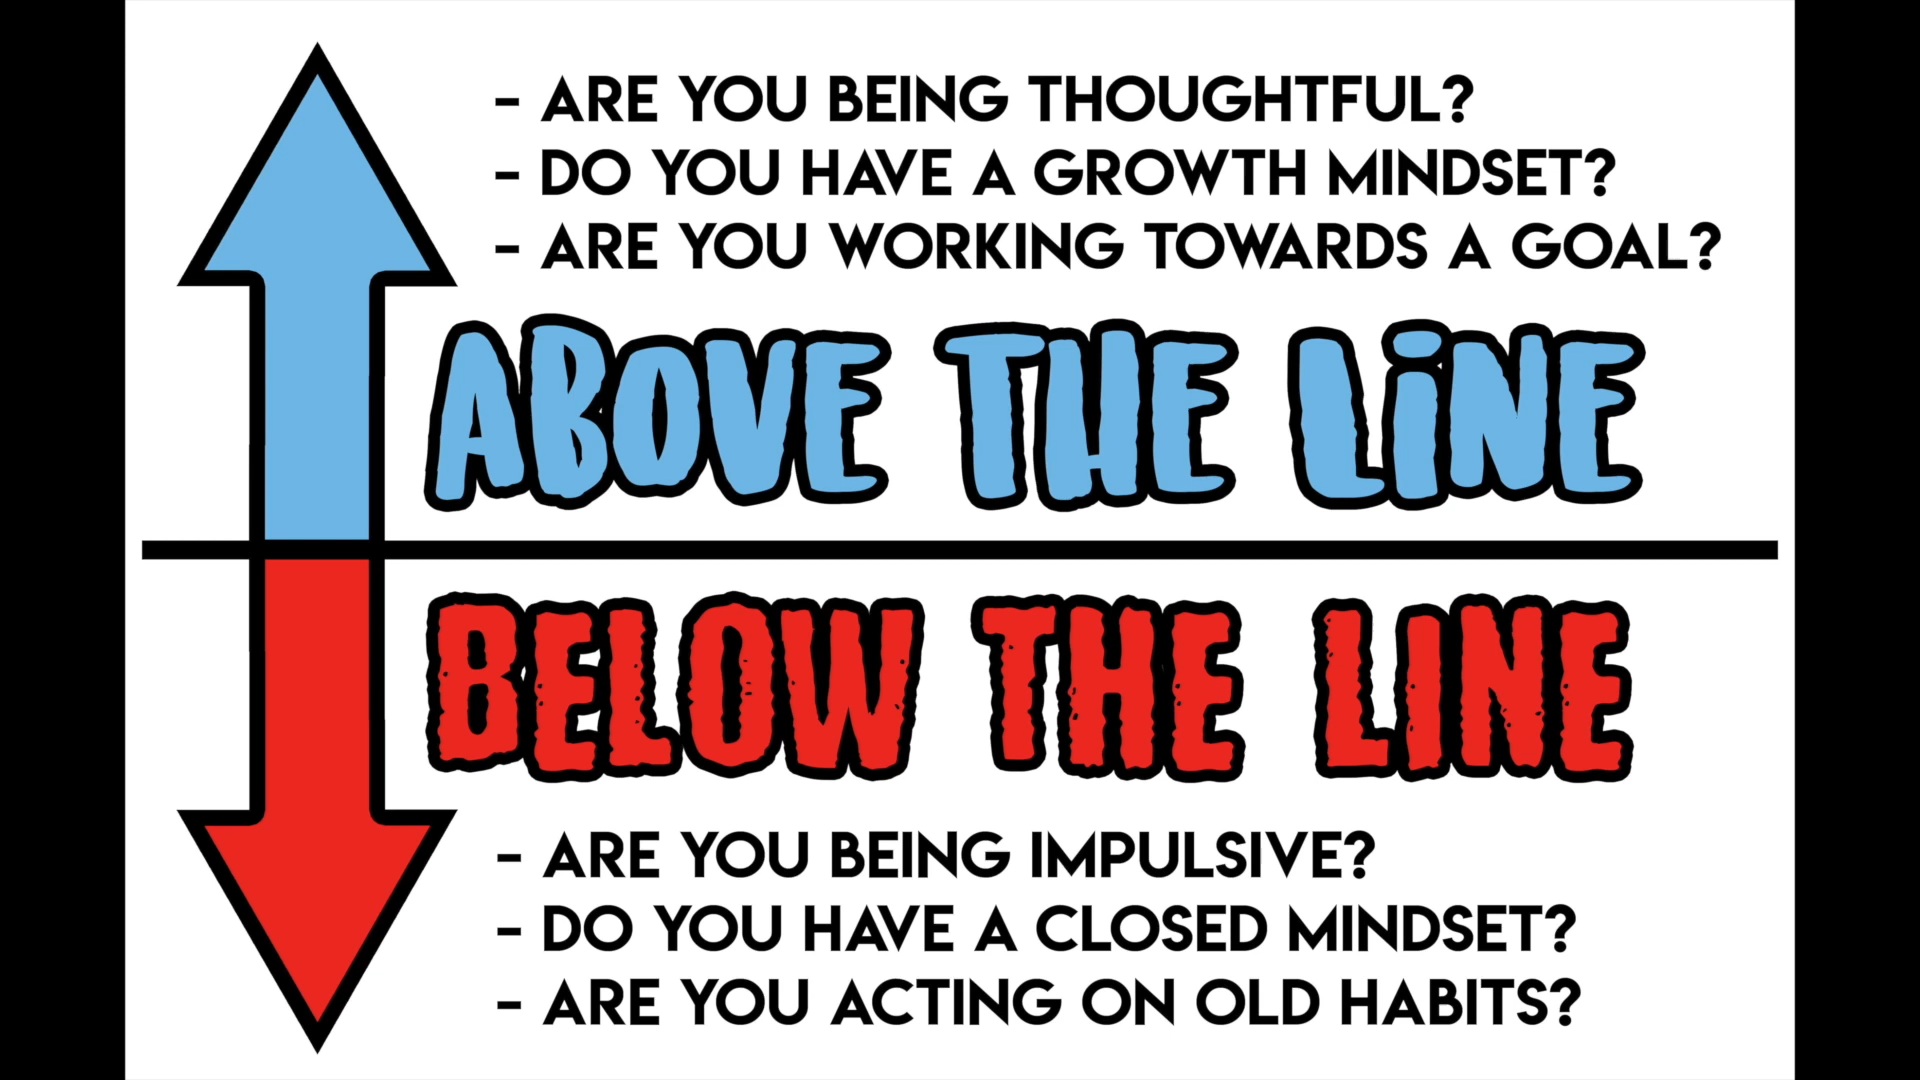 - ARE YOU BEING THOUGHTFUL?
- DO YOU HAVE A GROWTH MINDSET?
- ARE YOU WORKING TOWARDS A GOAL?
ABOVE THE LiNE
BELOW THE LINE
- ARE YOU BEING IMPULSIVE?
- DO YOU HAVE A CLOSED MINDSET?
- ARE YOU ACTING ON OLD HABITS?